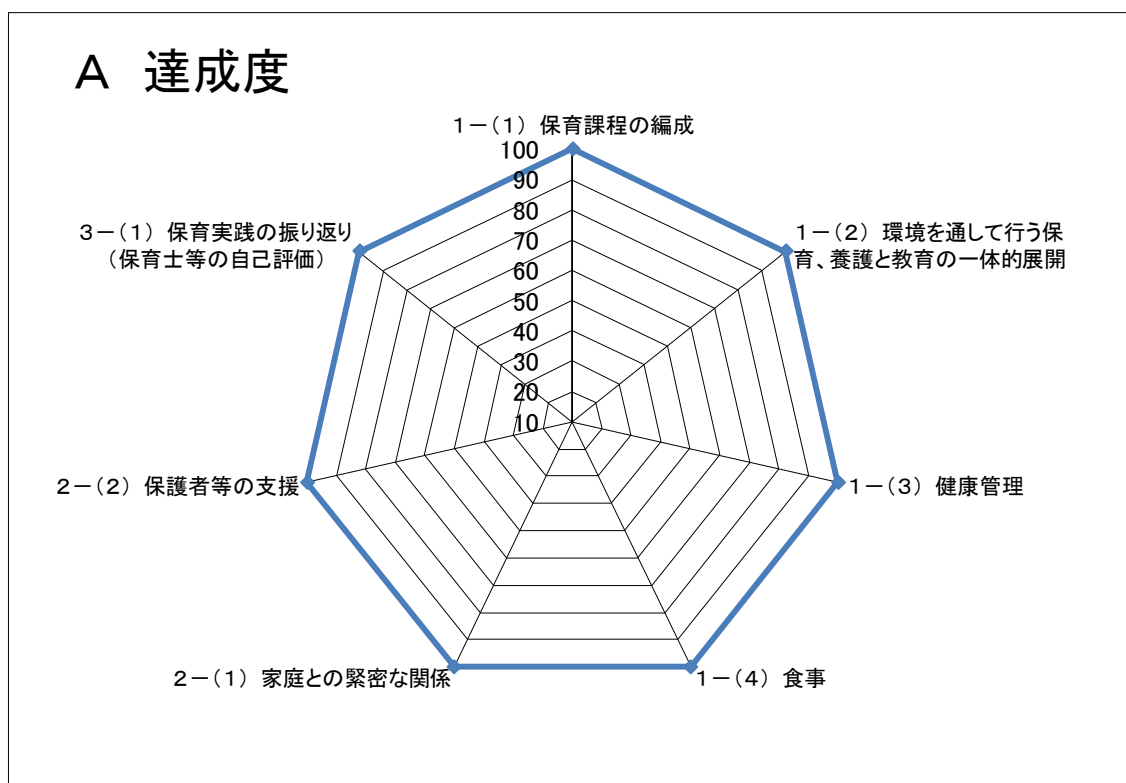 A 達成度
1-(1) 保育課程の編成
100
90
80
70
60
50
40
30
20
10
1-(2) 環境を通して行う保
育、養護と教育の一体的展開
1-(3) 健康管理
1-(4) 食事
2-(1) 家庭との緊密な関係
2-(2) 保護者等の支援
3-(1) 保育実践の振り返り
(保育士等の自己評価)